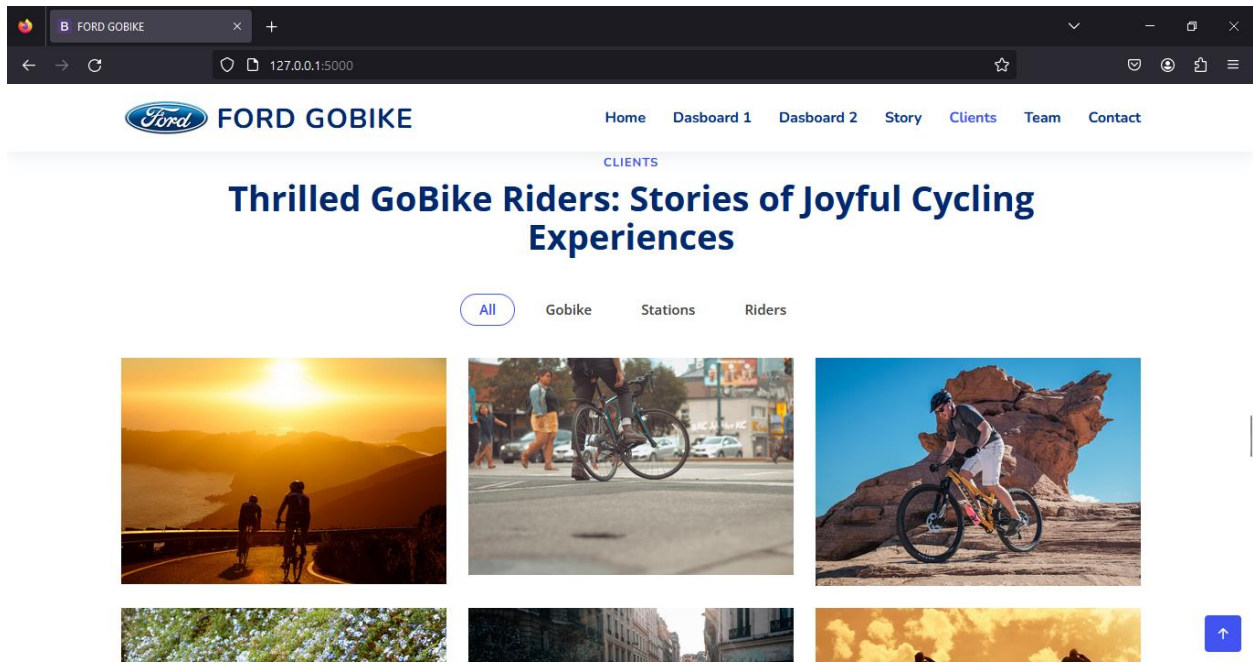 B FORD GOBIKE
127.0.0.1:5000
Ford FORD GOBIKE
Home Dasboard 1 Dasboard 2 Story Clients Team Contact
CLIENTS
Thrilled GoBike Riders: Stories of Joyful Cycling
Experiences
All Gobike Stations Riders